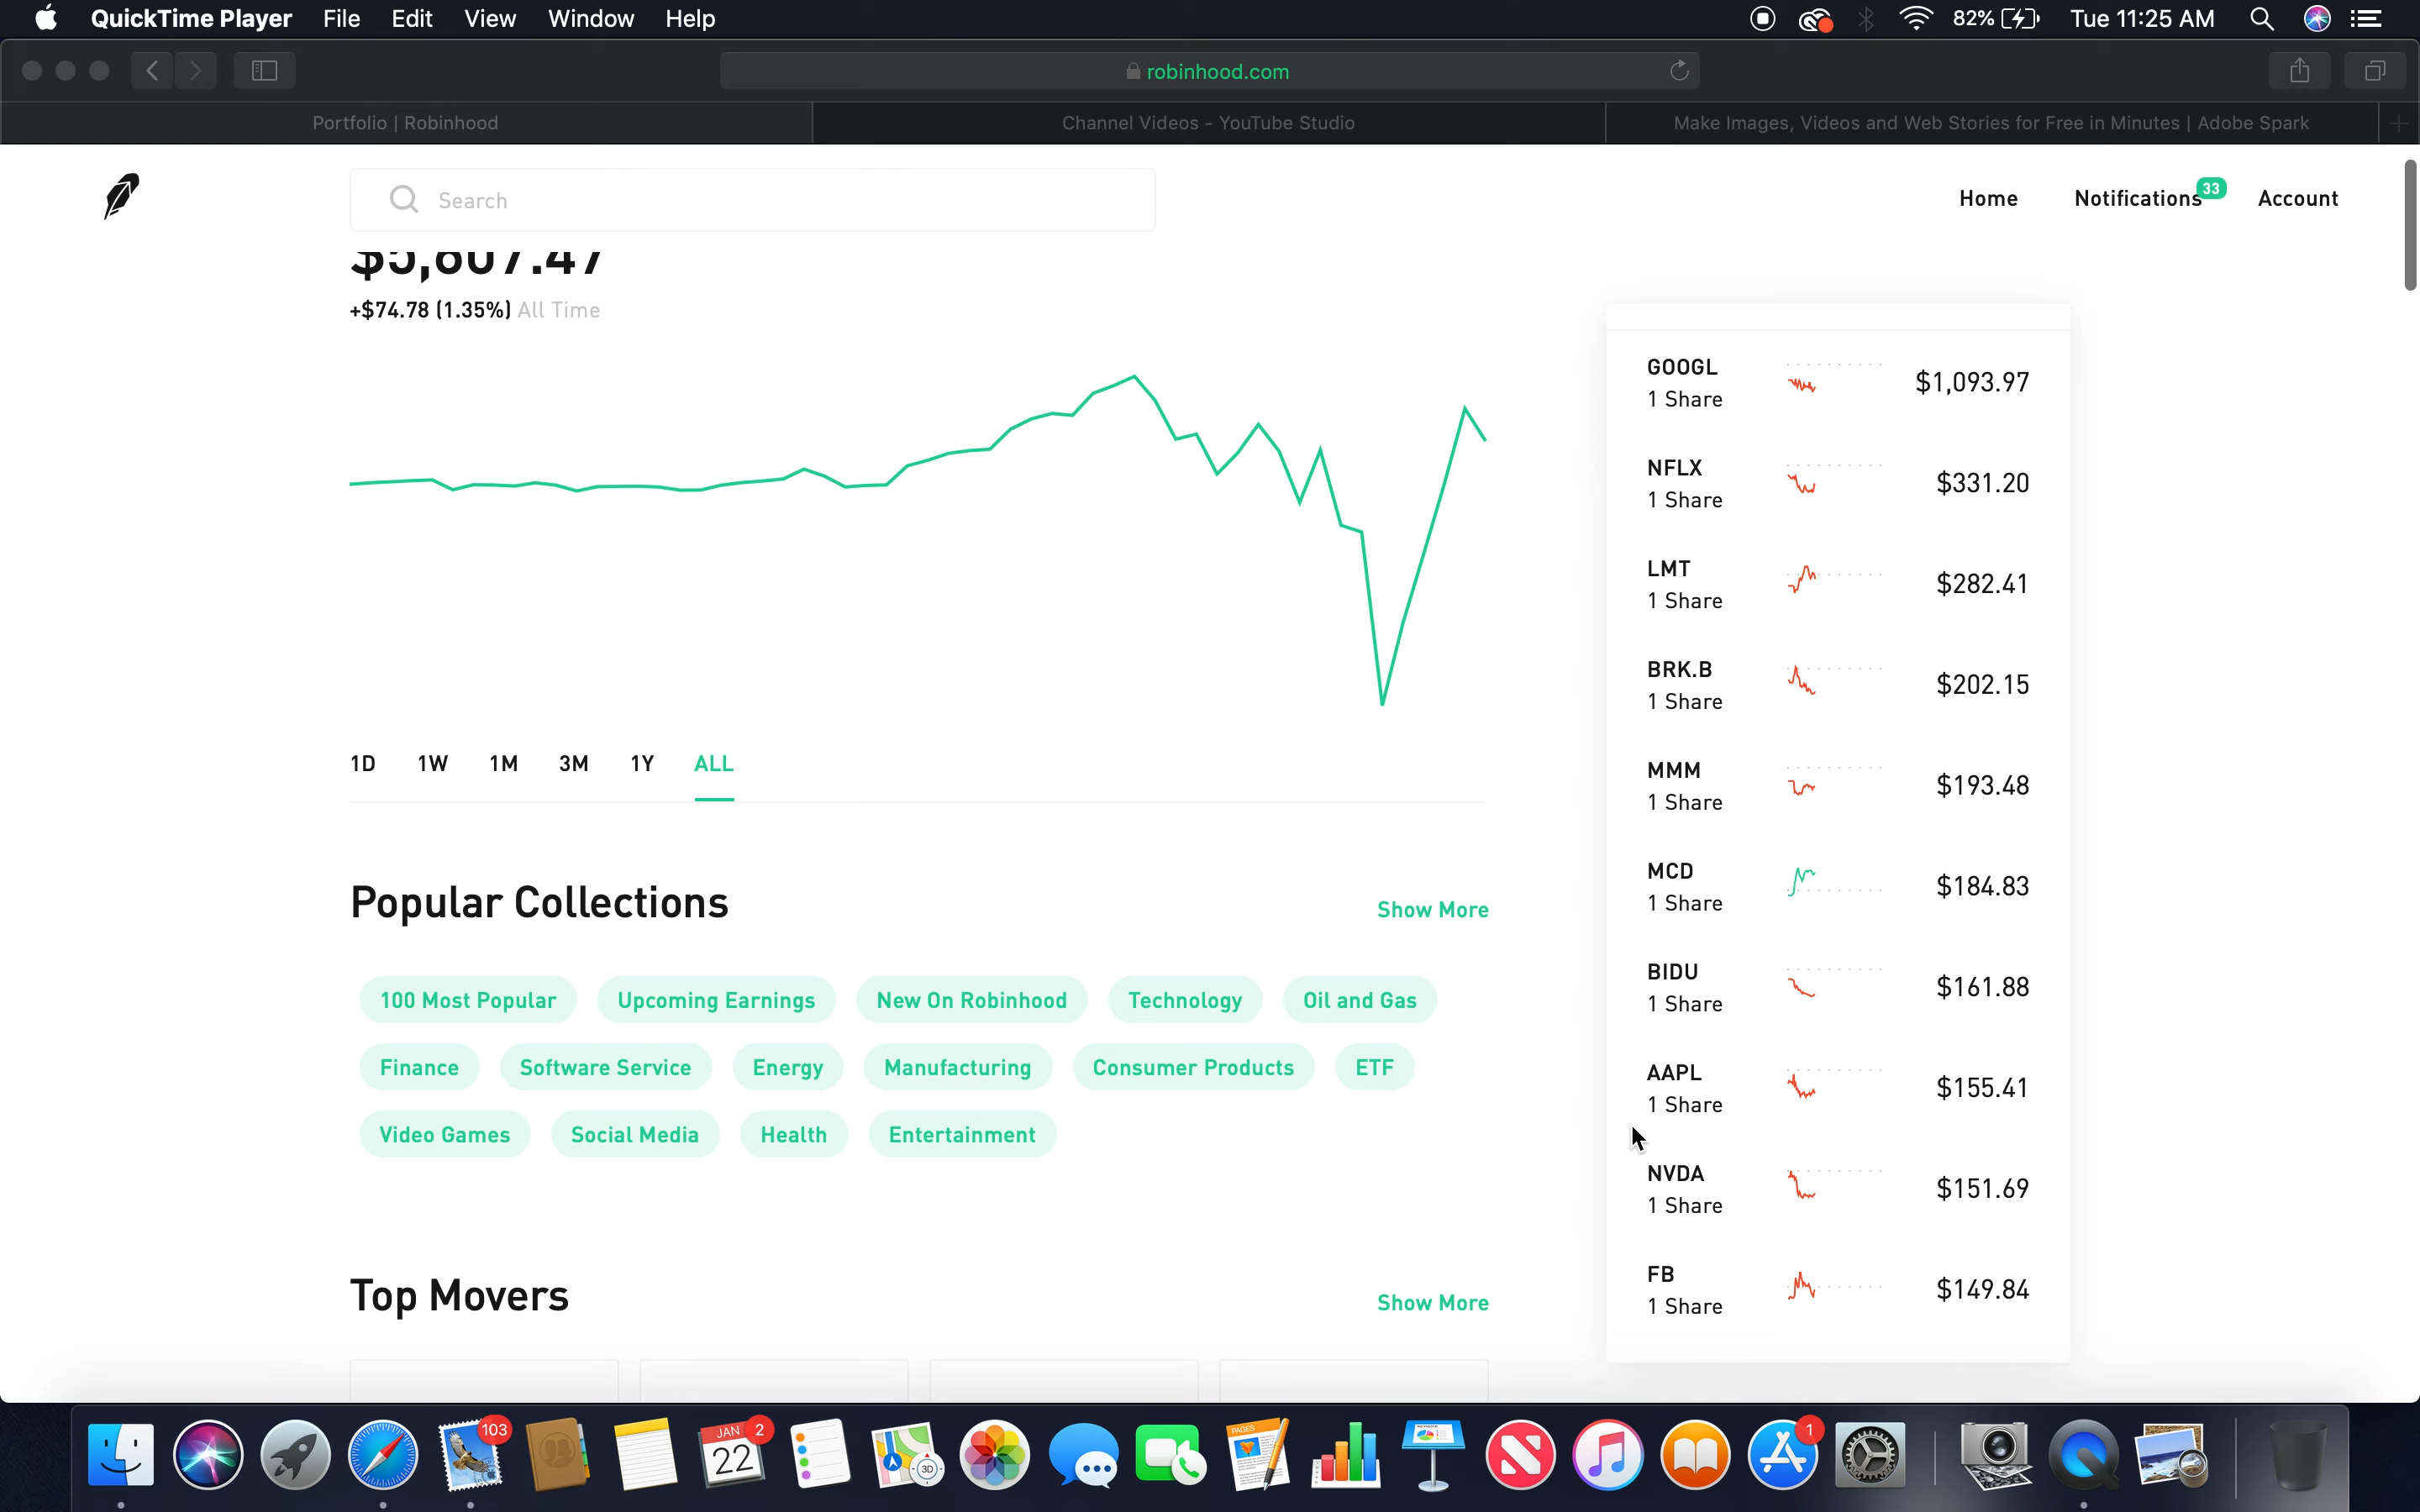 QuickTime Player File Edit View Window Help 82% Tue 11:25 AM
robinhood.com
Portfolio | Robinhood Channel Videos - YouTube Studio Make Images, Videos and Web Stories for Free in Minutes | Adobe Spark
Search Home Notifications 33 Account
+$74.78 (1.35%) All Time
1D 1W 1M 3M 1Y ALL
Popular Collections Show More
100 Most Popular Upcoming Earnings New On Robinhood Technology Oil and Gas
Finance Software Service Energy Manufacturing Consumer Products ETF
Video Games Social Media Health Entertainment
Top Movers Show More
GOOGL
1 Share
$1,093.97
NFLX
1 Share
$331.20
LMT
1 Share
$282.41
BRK.B
1 Share
$202.15
MMM
1 Share
$193.48
MCD
1 Share
$184.83
BIDU
1 Share
$161.88
AAPL
1 Share
$155.41
NVDA
1 Share
$151.69
FB
1 Share
$149.84
103
JAN 2
22
3D
PAGES
1